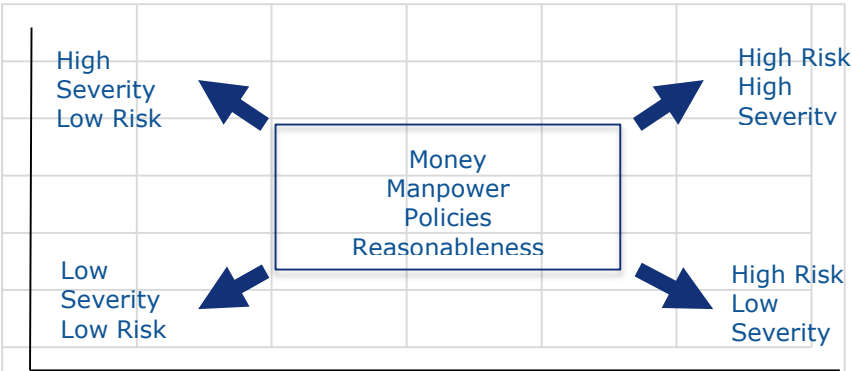 High
Severity
Low Risk
High Risk
High
Severity
Money
Manpower
Policies
Reasonableness
Low
Severity
Low Risk
High Risk
Low
Severity